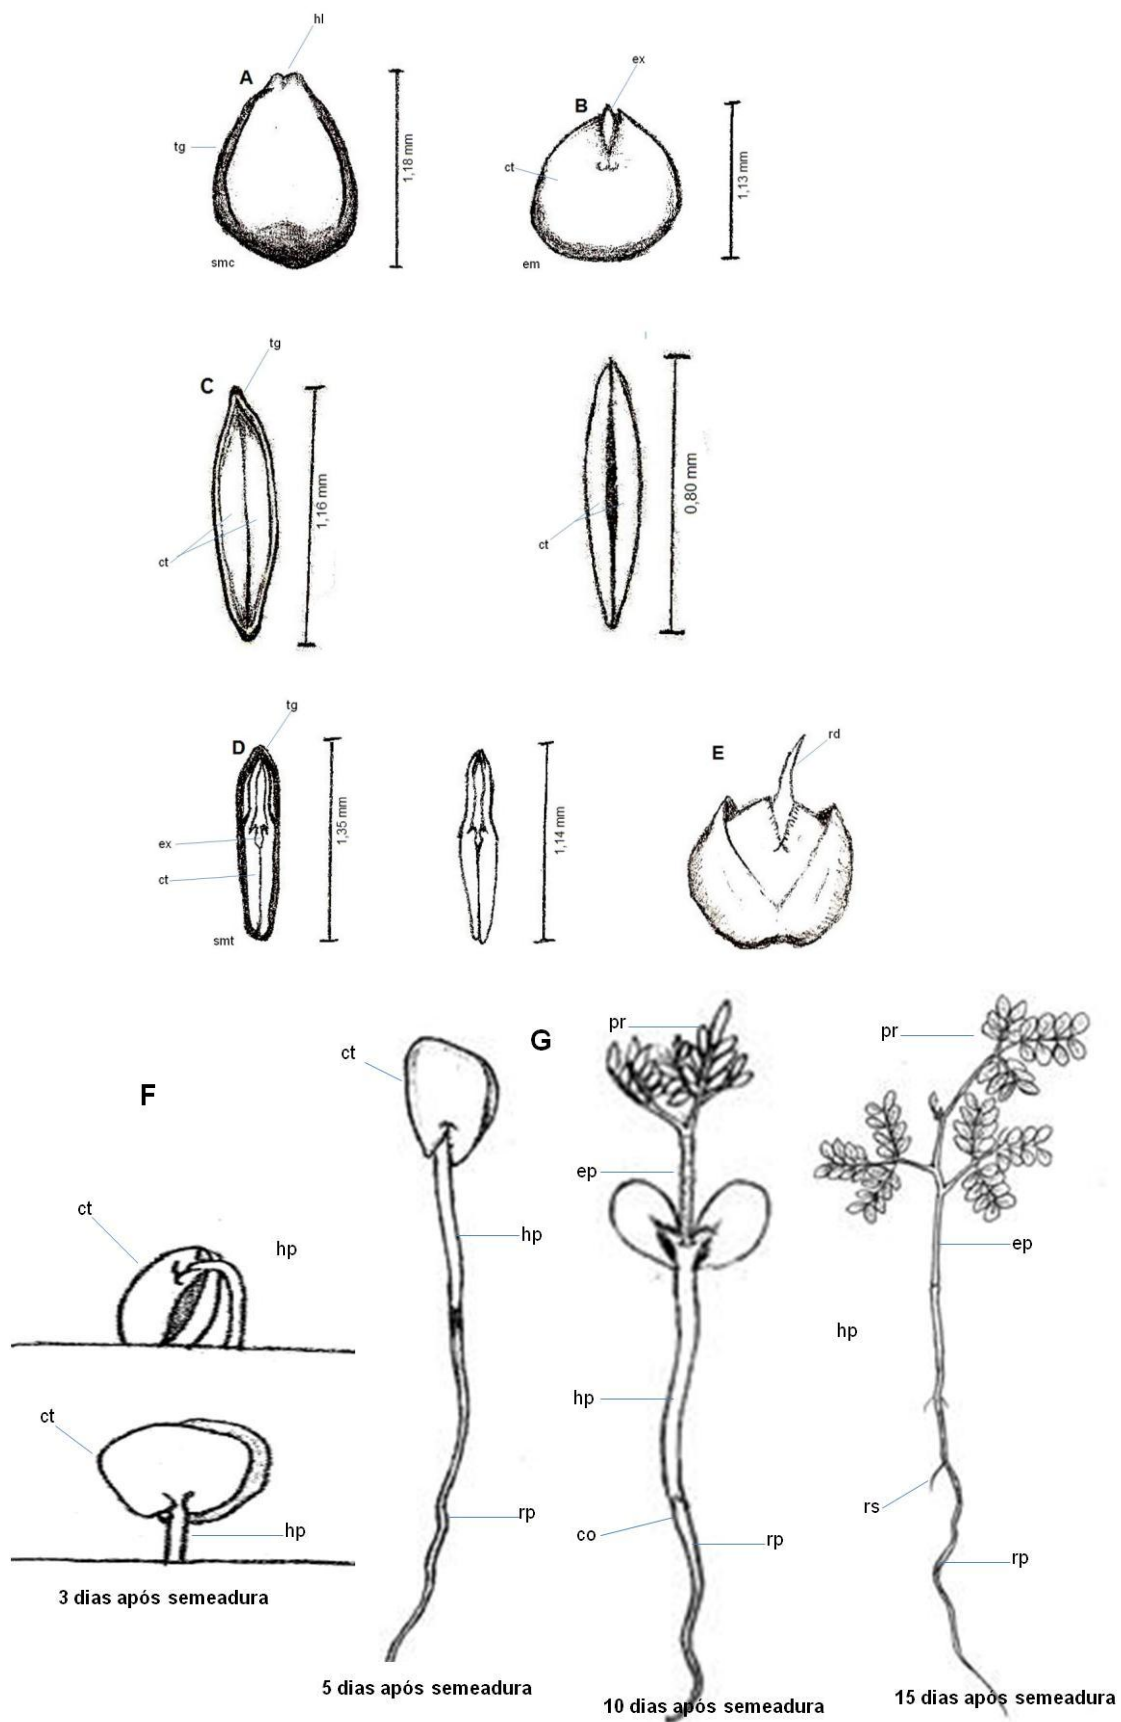 hl
A
ex
B
tg
1,18 mm
ct
1,13 mm
smc
em
tg
C
1,16 mm
ct
0,80 mm
ct
tg
D
rd
E
1,35 mm
1,14 mm
ex
ct
smt
pr
pr
G
ct
F
ep
ct
hp
hp
ep
hp
hp
ct
rs
rp
hp
co
rp
rp
3 dias após semeadura
5 dias após semeadura
10 dias após semeadura
15 dias após semeadura